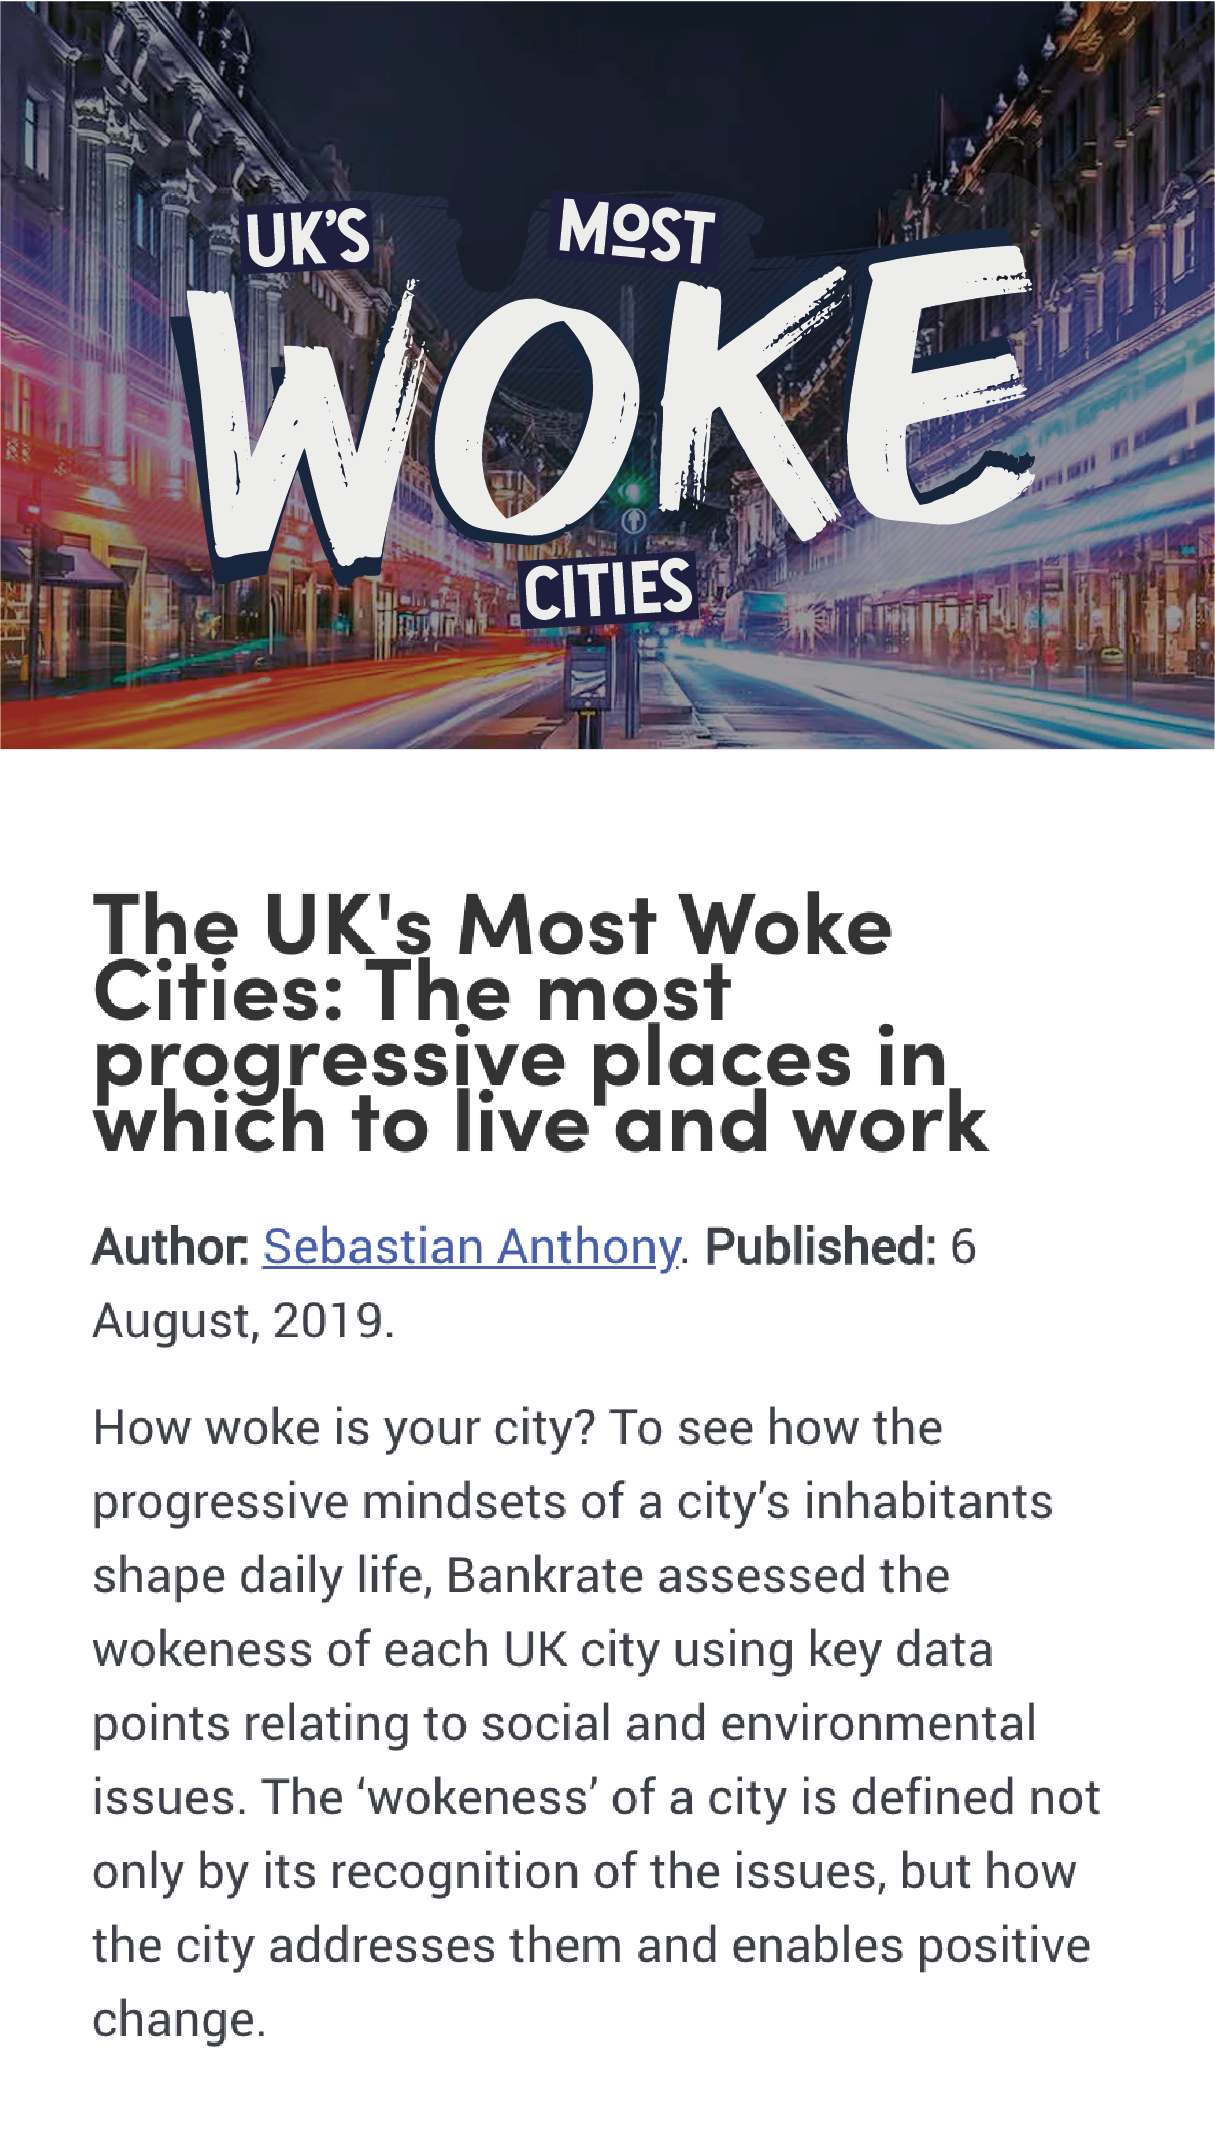 UK'S MOST
WOKE
CITIES
The UK's Most Woke
Cities: The most
progressive places in
which to live and work
Author: Sebastian Anthony. Published: 6
August, 2019.
How woke is your city? To see how the
progressive mindsets of a city’s inhabitants
shape daily life, Bankrate assessed the
wokeness of each UK city using key data
points relating to social and environmental
issues. The ‘wokeness’ of a city is defined not
only by its recognition of the issues, but how
the city addresses them and enables positive
change.